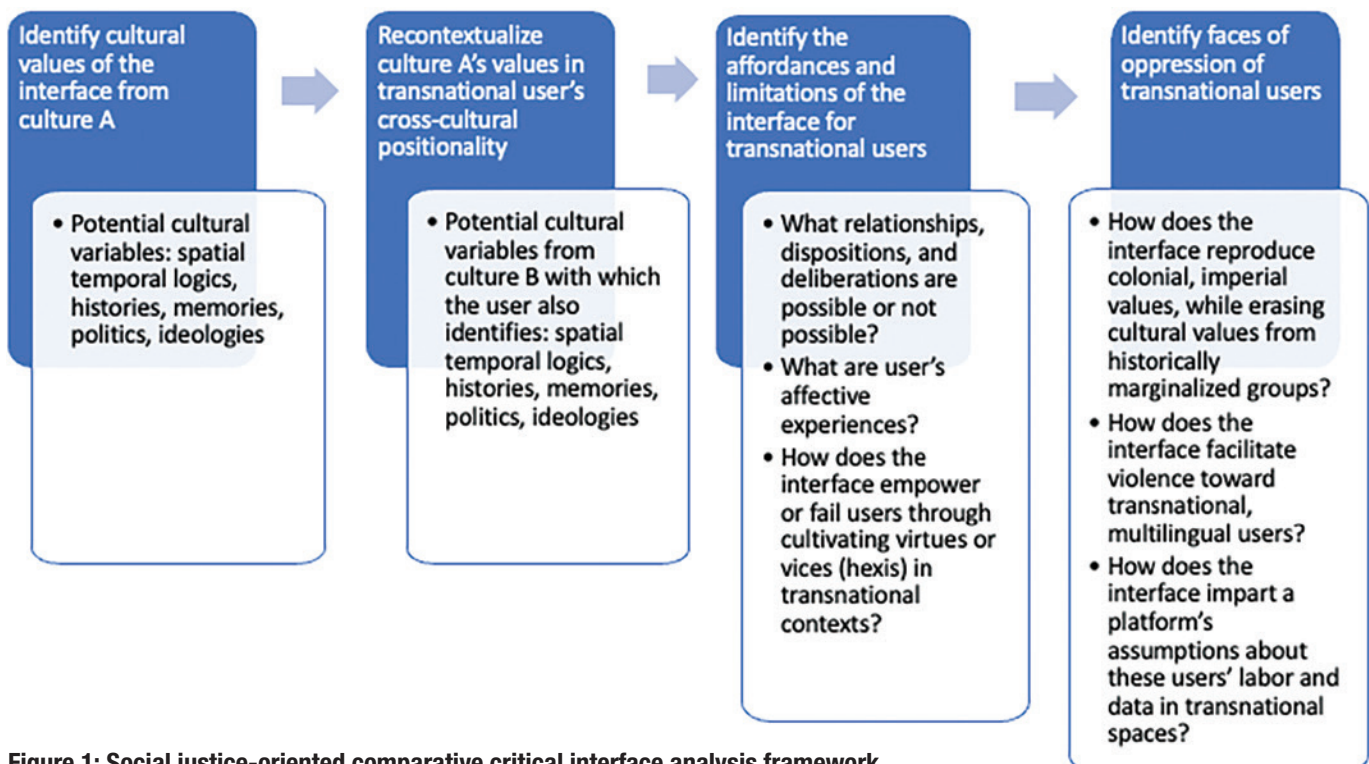 Identify cultural
values of the
interface from
culture A
• Potential cultural
variables: spatial
temporal logics,
histories, memories,
politics, ideologies
Recontextualize
culture A's values in
transnational user's
cross-cultural
positionality
• Potential cultural
variables from
culture B with which
the user also
identifies: spatial
temporal logics,
histories, memories,
politics, ideologies
Identify the
affordances and
limitations of the
interface for
transnational users
• What relationships,
dispositions, and
deliberations are
possible or not
possible?
• What are user's
affective
experiences?
• How does the
interface empower
or fail users through
cultivating virtues or
vices (hexis) in
transnational
contexts?
Identify faces of
oppression of
transnational users
• How does the
interface reproduce
colonial, imperial
values, while erasing
cultural values from
historically
marginalized groups?
• How does the
interface facilitate
violence toward
transnational,
multilingual users?
• How does the
interface impart a
platform's
assumptions about
these users' labor and
data in transnational
spaces?
Figure 1: Social justice-oriented comparative critical interface analysis framework